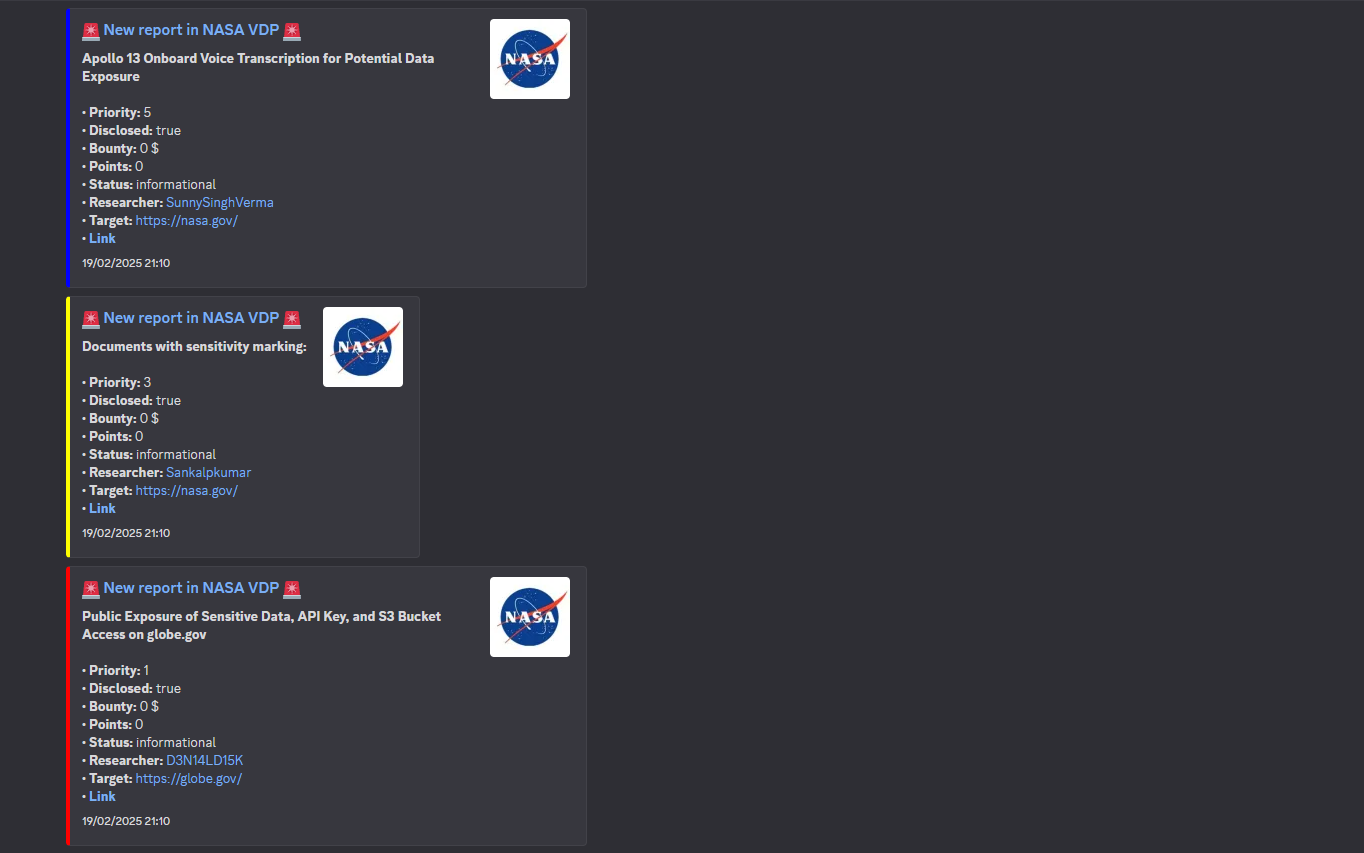 🚨 New report in NASA VDP 🚨
NASA
Apollo 13 Onboard Voice Transcription for Potential Data
Exposure
• Priority: 5
• Disclosed: true
• Bounty: 0 $
• Points: 0
• Status: informational
• Researcher: SunnySinghVerma
• Target: https://nasa.gov/
• Link
19/02/2025 21:10
🚨 New report in NASA VDP 🚨
NASA
Documents with sensitivity marking:
• Priority: 3
• Disclosed: true
• Bounty: 0 $
• Points: 0
• Status: informational
• Researcher: Sankalpkumar
• Target: https://nasa.gov/
• Link
19/02/2025 21:10
🚨 New report in NASA VDP 🚨
NASA
Public Exposure of Sensitive Data, API Key, and S3 Bucket
Access on globe.gov
• Priority: 1
• Disclosed: true
• Bounty: 0 $
• Points: 0
• Status: informational
• Researcher: D3N14LD15K
• Target: https://globe.gov/
• Link
19/02/2025 21:10